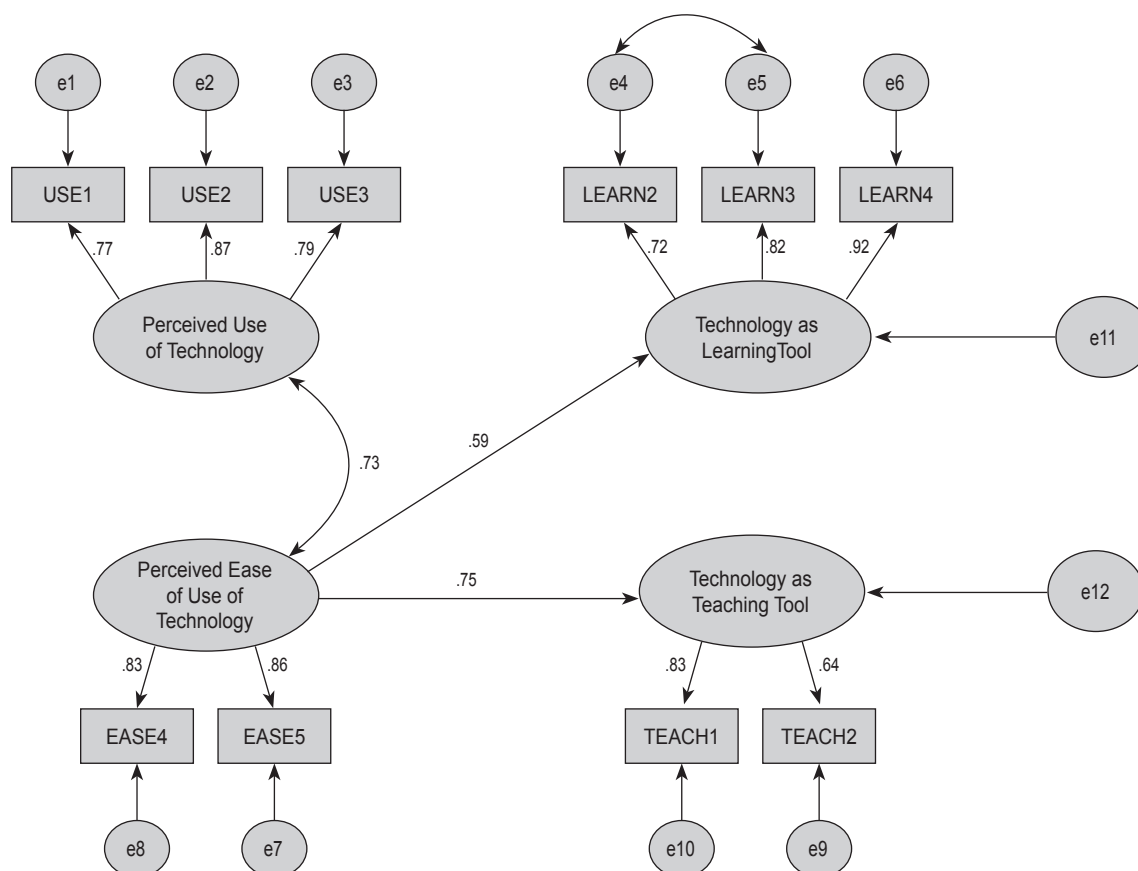 e1
e2
e3
e4
e5
e6
USE1
USE2
USE3
LEARN2
LEARN3
LEARN4
.77
.87
.79
.72
.82
.92
Perceived Use
of Technology
Technology as
LearningTool
e11
.59
.73
Perceived Ease
of Use of
Technology
.75
Technology as
Teaching Tool
e12
.83
.86
.83
.64
EASE4
EASE5
TEACH1
TEACH2
e8
e7
e10
e9